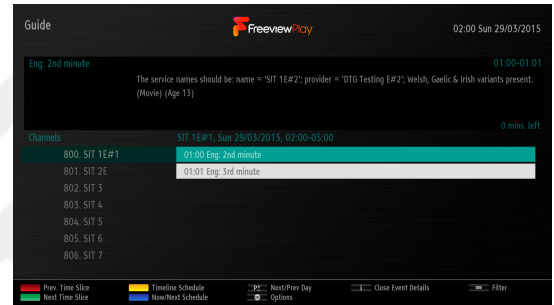 Guide
FreeviewPlay
02:00 Sun 29/03/2015
Eng: 2nd minute
01:00-01:01
The service names should be: name = 'SIT 1E#2'; provider = 'DTG Testing E#2'; Welsh, Gaelic & Irish variants present.
(Movie) (Age 13)
0 mins. left
Channels
SIT 1E#1, Sun 29/03/2015, 02:00-05:00
800. SIT 1E#1
01:00 Eng: 2nd minute
801. SIT 2E
01:01 Eng: 3rd minute
802. SIT 3
803. SIT 4
804. SIT 5
805. SIT 6
806. SIT 7
Prev. Time Slice
Timeline Schedule
Next/Prev Day
Close Event Details
Filter
Next Time Slice
Now/Next Schedule
Options